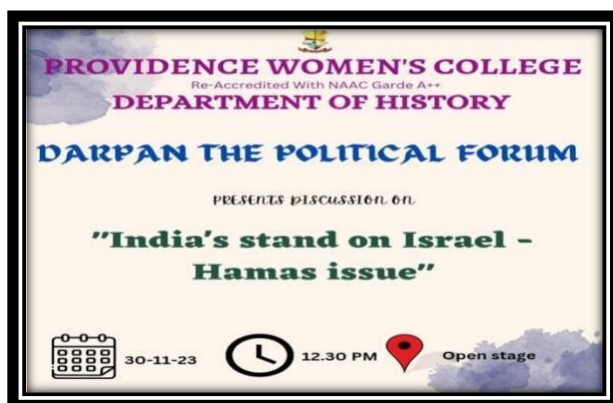 PROVIDENCE WOMEN'S COLLEGE
Re-Accredited With NAAC Garde A++
DEPARTMENT OF HISTORY
DARPAN THE POLITICAL FORUM
PRESENTS DISCUSSION ON
"India's stand on Israel -
Hamas issue"
30-11-23
12.30 PM
Open stage